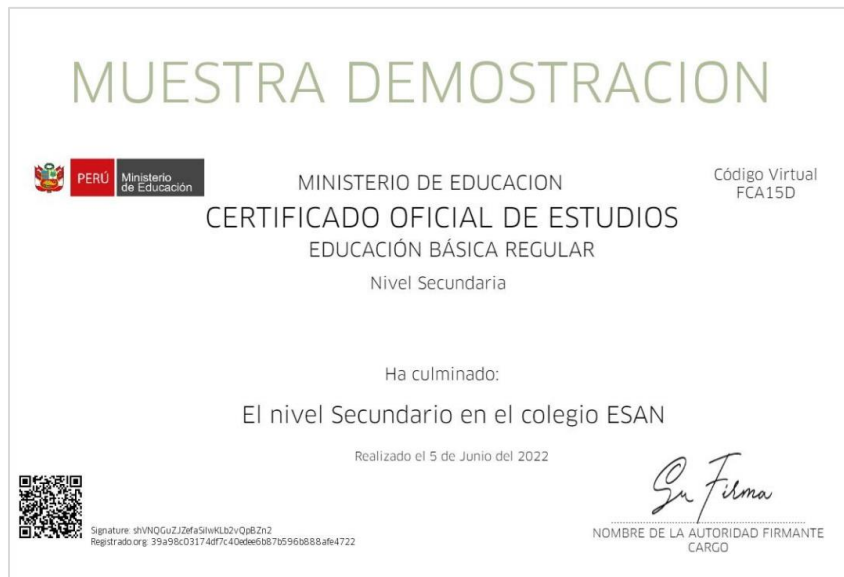 MUESTRA DEMOSTRACION
PERÚ
Ministerio
de Educación
MINISTERIO DE EDUCACION
Código Virtual
FCA15D
CERTIFICADO OFICIAL DE ESTUDIOS
EDUCACIÓN BÁSICA REGULAR
Nivel Secundaria
Ha culminado:
El nivel Secundario en el colegio ESAN
Realizado el 5 de Junio del 2022
Su Firma
Signature: shVNQGuZJZefaSilwKLb2vQpBZn2
Registrado.org: 39a98c03174df7c40edee6b87b596b888afe4722
NOMBRE DE LA AUTORIDAD FIRMANTE
CARGO